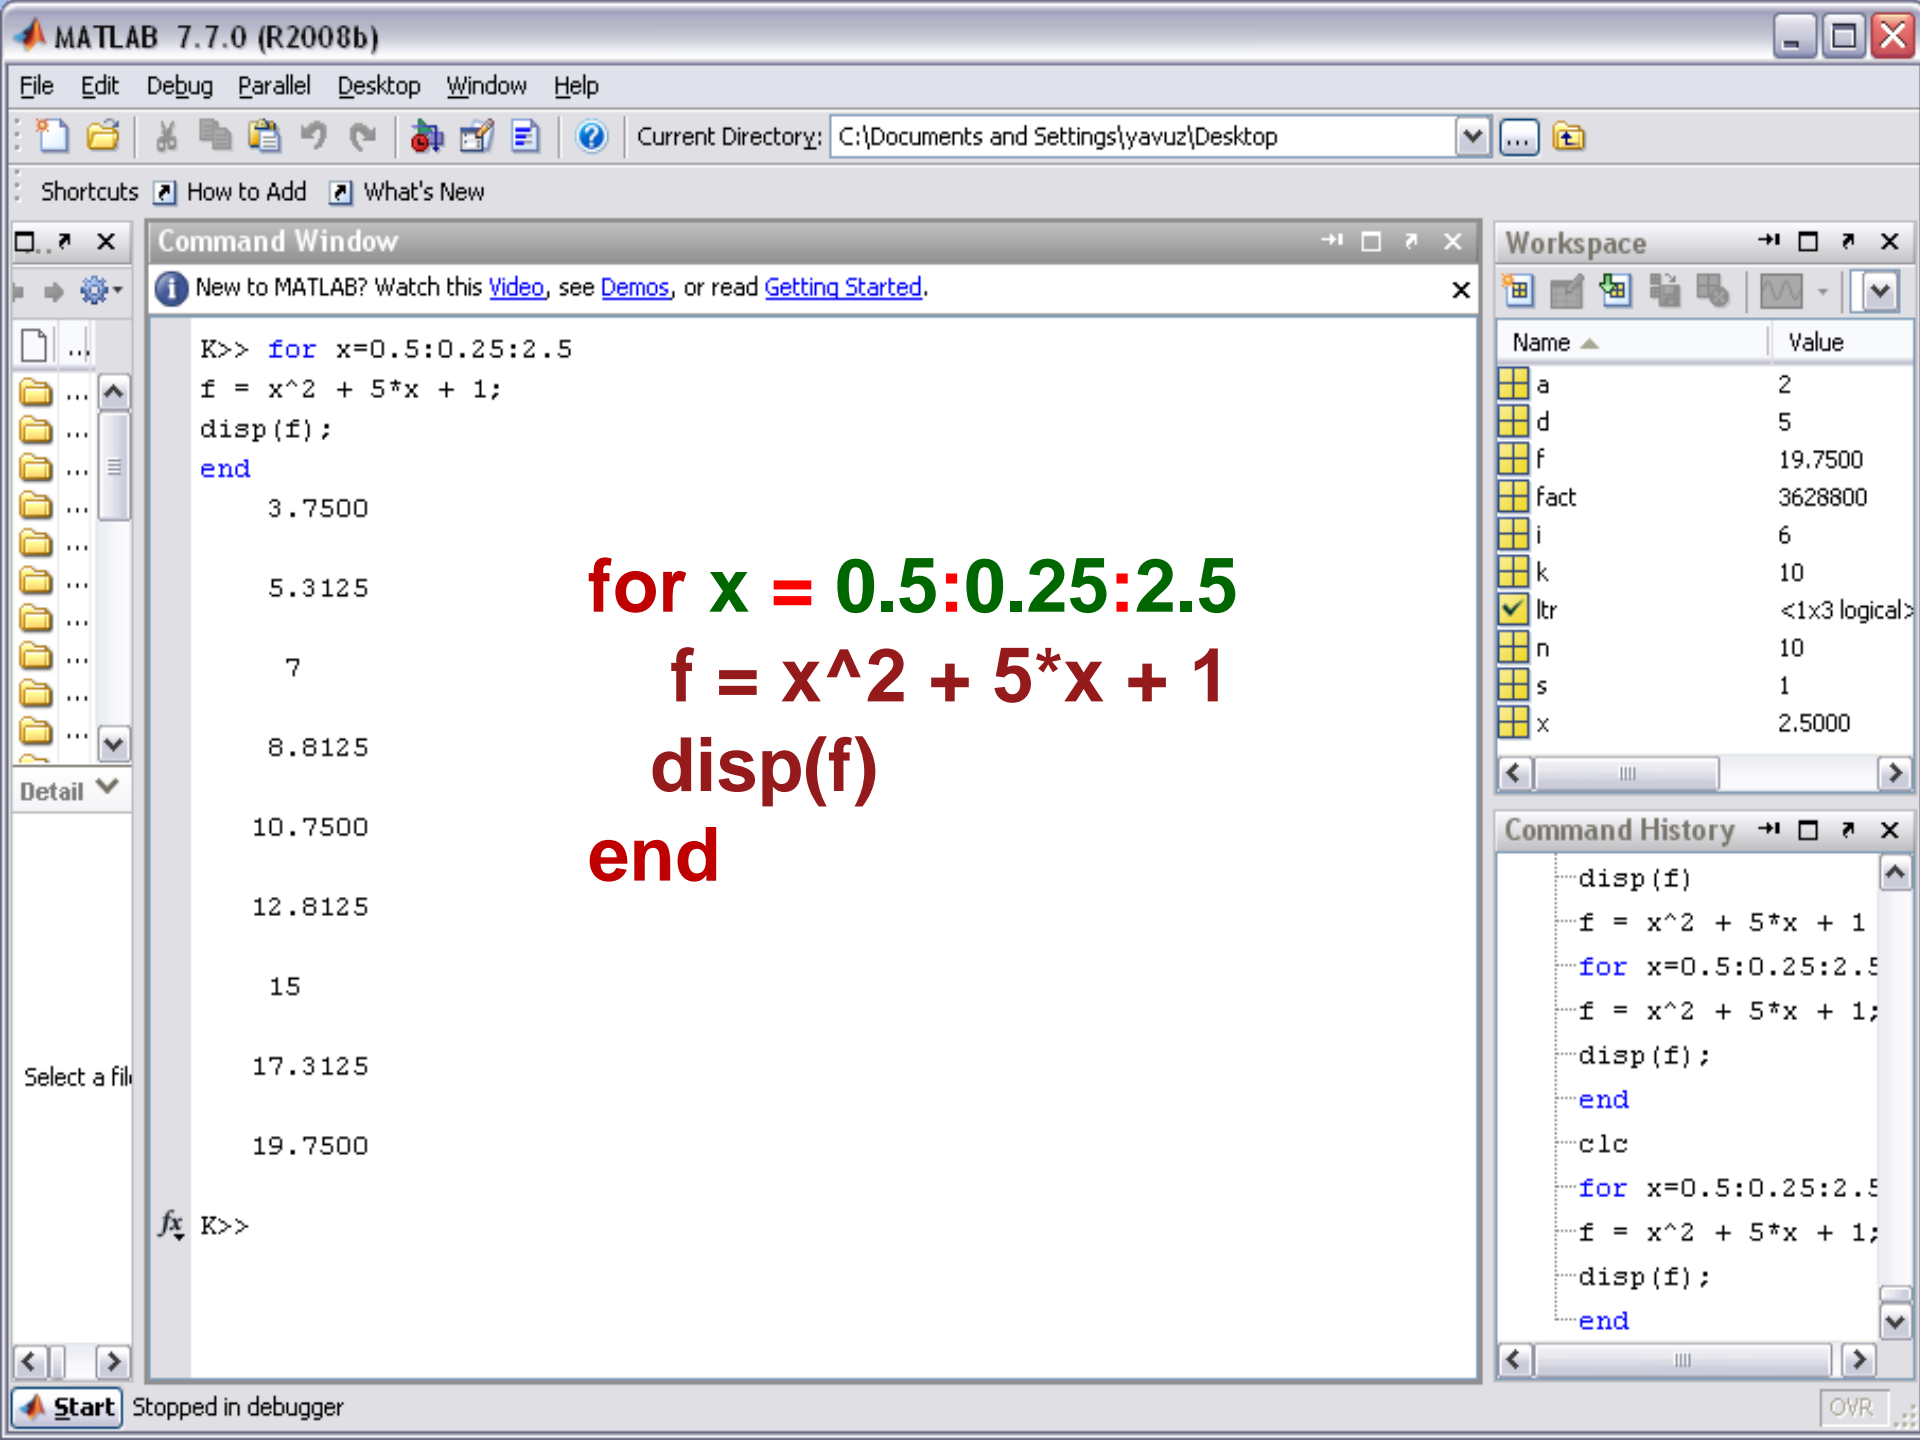 MATLAB 7.7.0 (R2008b)
File Edit Debug Parallel Desktop Window Help
Current Directory: C:\Documents and Settings\yavuz\Desktop
Shortcuts How to Add What's New
Command Window
New to MATLAB? Watch this Video, see Demos, or read Getting Started.
K>> for x=0.5:0.25:2.5
f = x^2 + 5*x + 1;
disp(f);
end
3.7500
5.3125
7
8.8125
10.7500
12.8125
15
17.3125
19.7500
fx K>>
for x = 0.5:0.25:2.5
f = x^2 + 5*x + 1
disp(f)
end
Workspace
Name Value
a 2
d 5
f 19.7500
fact 3628800
i 6
k 10
ltr <1x3 logical>
n 10
s 1
x 2.5000
Command History
disp(f)
f = x^2 + 5*x + 1
for x=0.5:0.25:2.5
f = x^2 + 5*x + 1;
disp(f);
end
clc
for x=0.5:0.25:2.5
f = x^2 + 5*x + 1;
disp(f);
end
Detail
Select a fil
Start Stopped in debugger
OVR